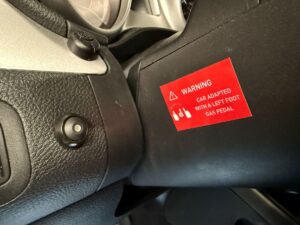 WARNING
CAR ADAPTED
WITH A LEFT FOOT
GAS PEDAL